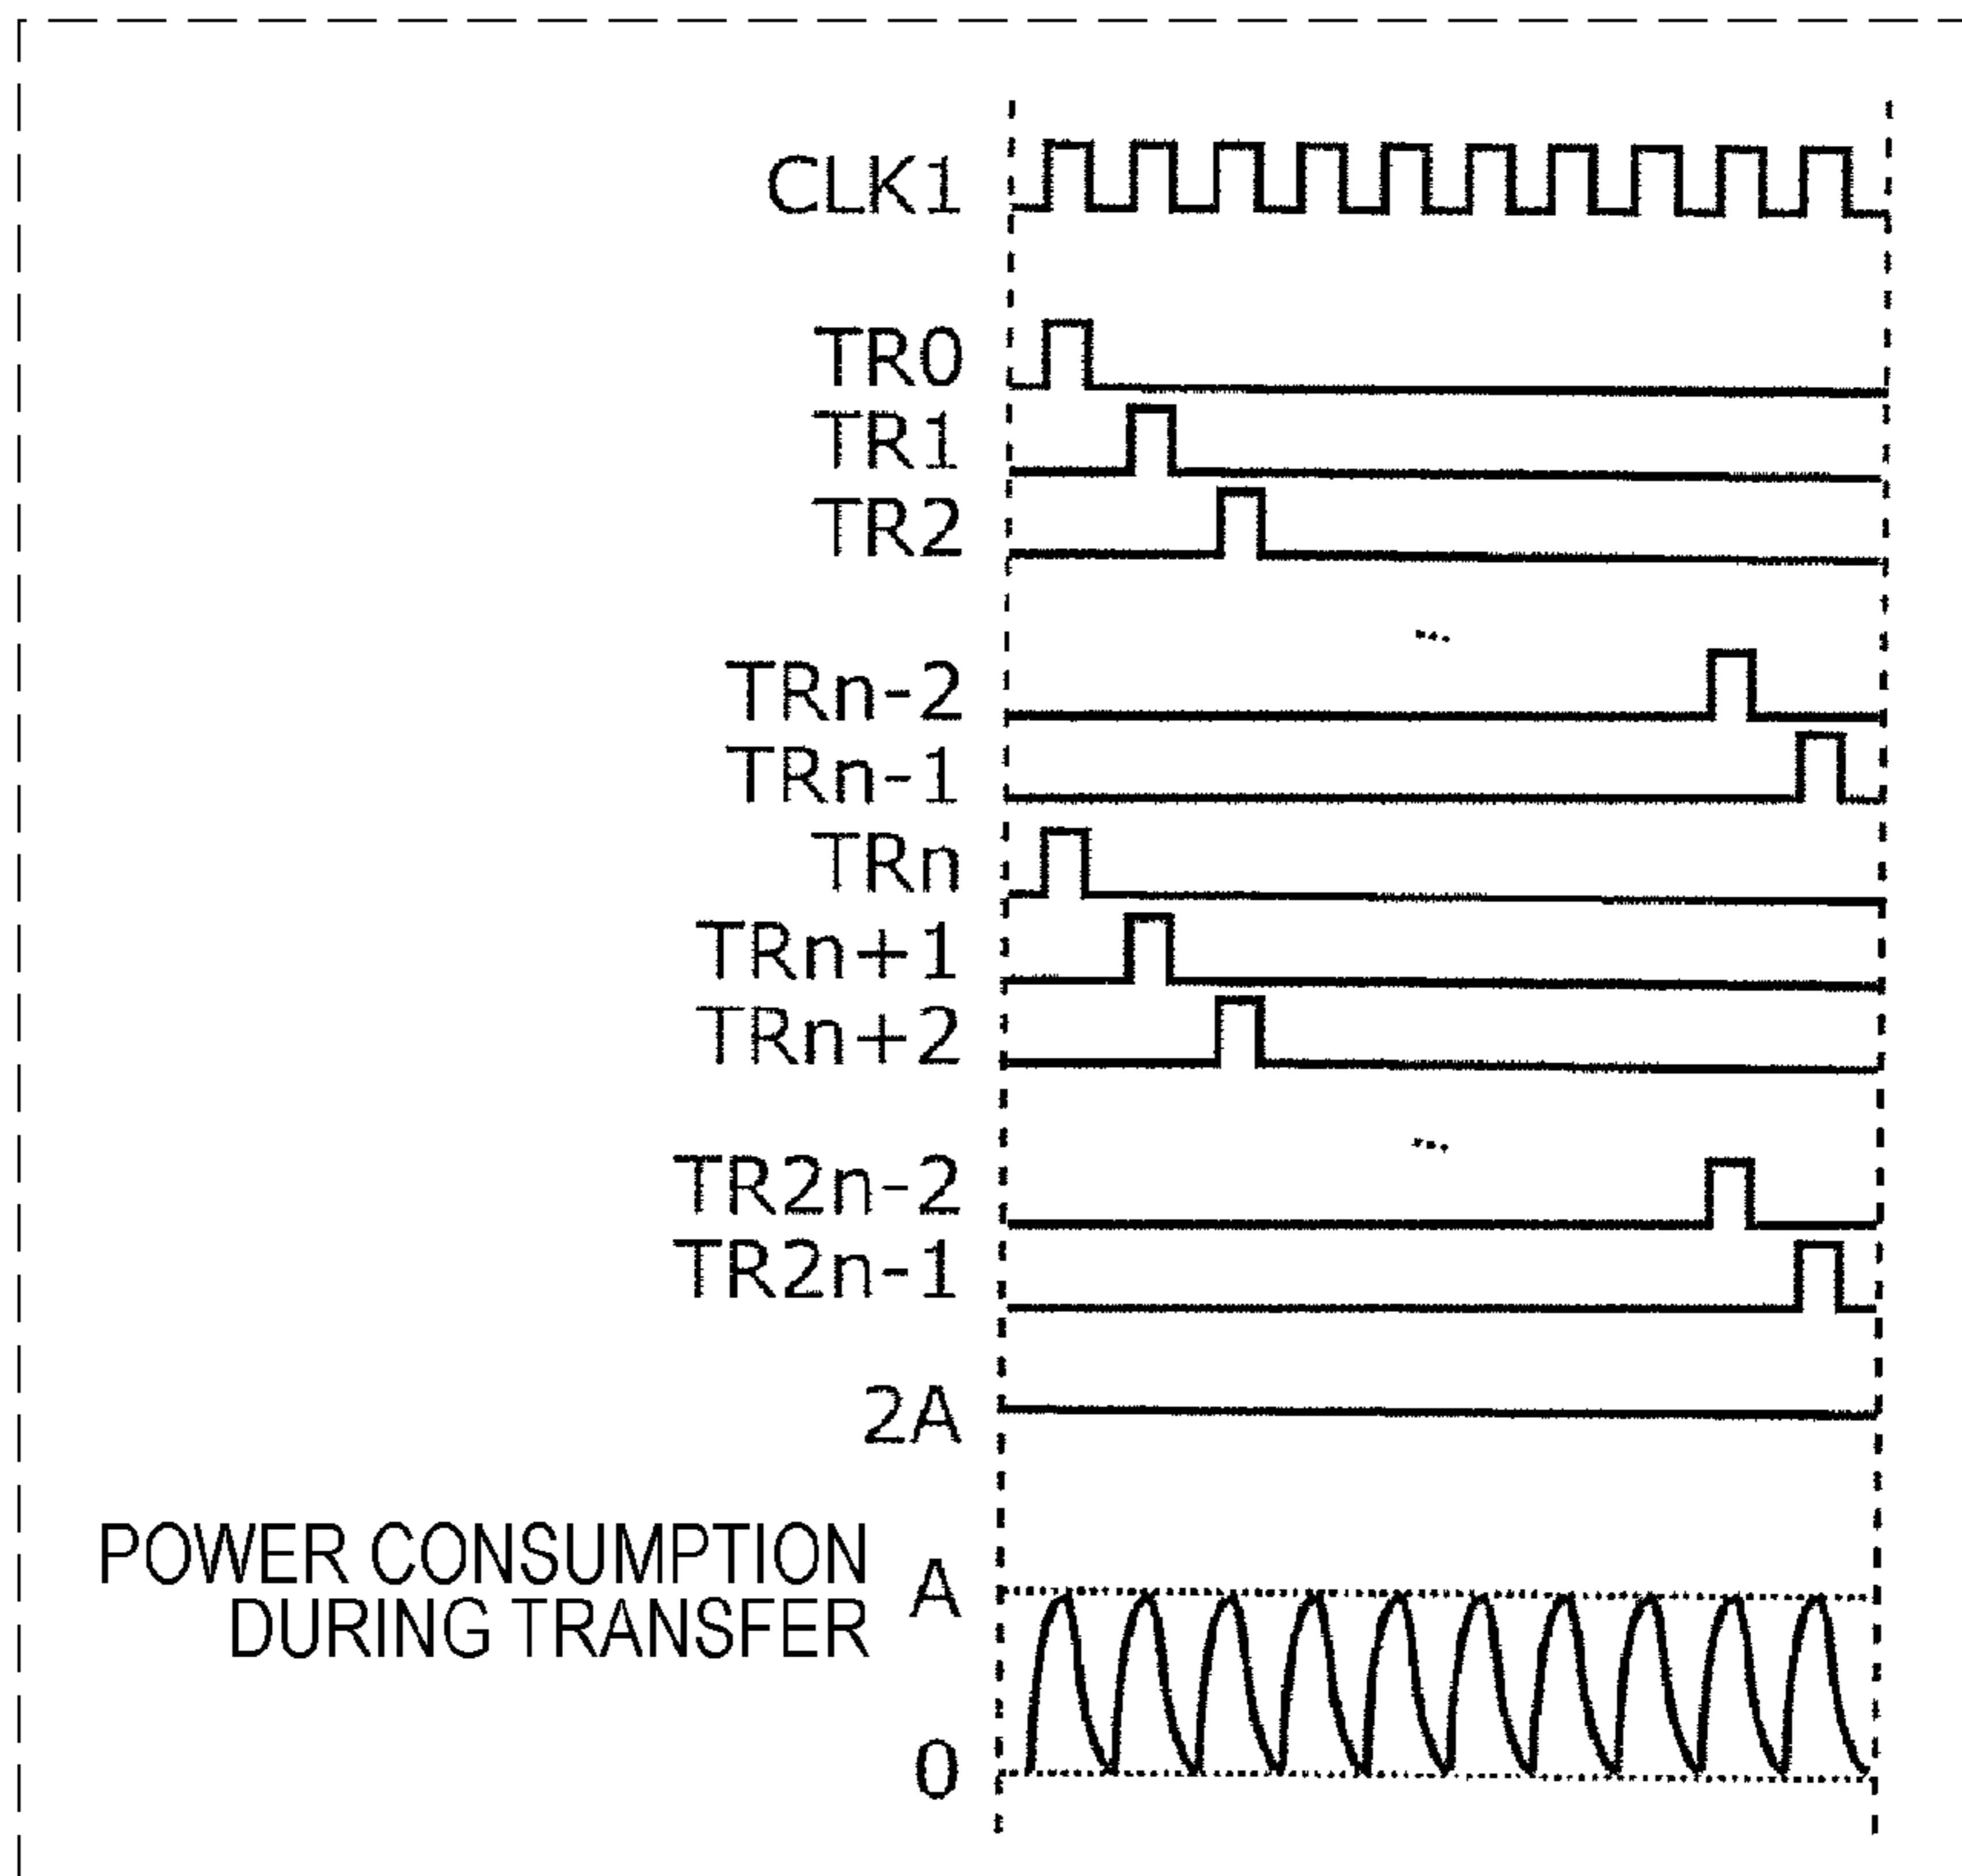 CLK1
TR0
TR1
TR2
...
TRn-2
TRn-1
TRn
TRn+1
TRn+2
...
TR2n-2
TR2n-1
2A
POWER CONSUMPTION
DURING TRANSFER
A
0